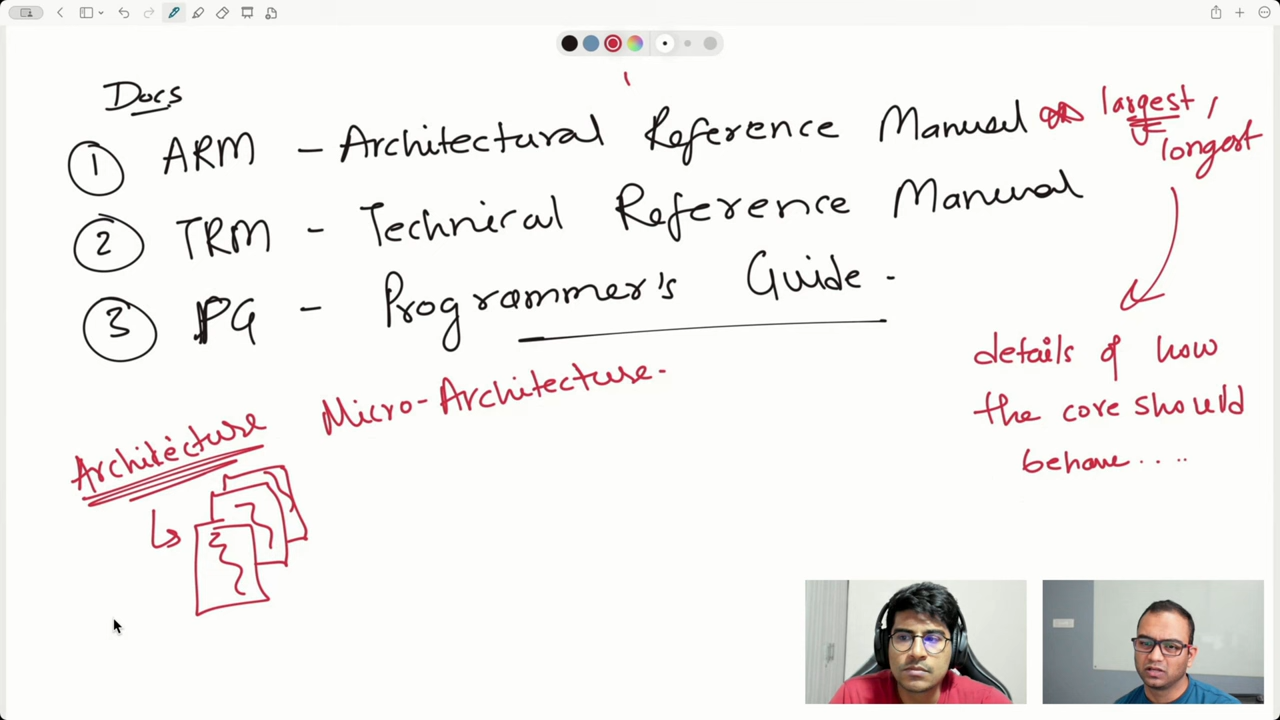 Docs
1 ARM - Architectural Reference Manual largest,
longest
2 TRM - Technical Reference Manual
3 PG - Programmer's Guide.
details of how
the core should
behave.....
Micro-Architecture.
Architecture